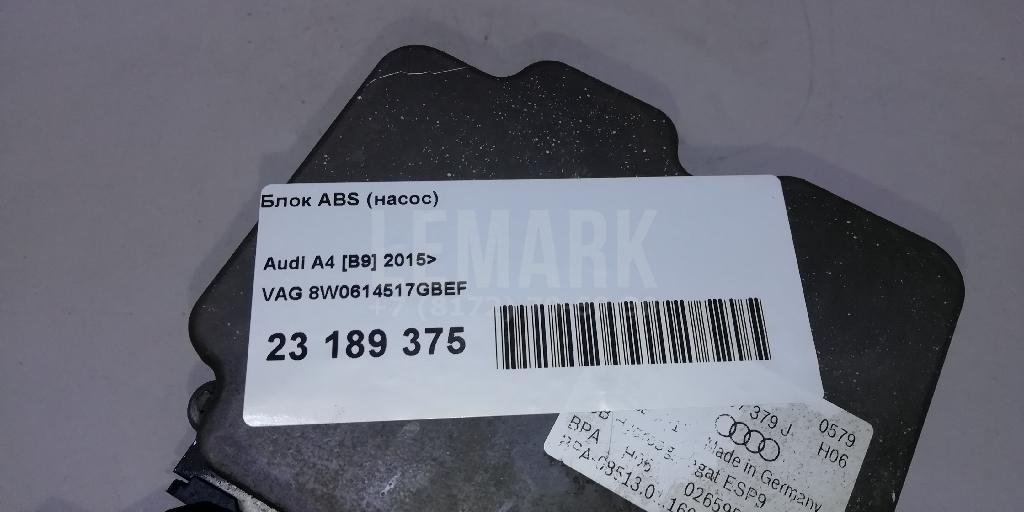 Блок ABS (насос)
LEMARK
Audi A4 [B9] 2015>
VAG 8W0614517GBEF
23 189 375
379 J 0579
H06
BPA H06
Made in Germany
ESP9